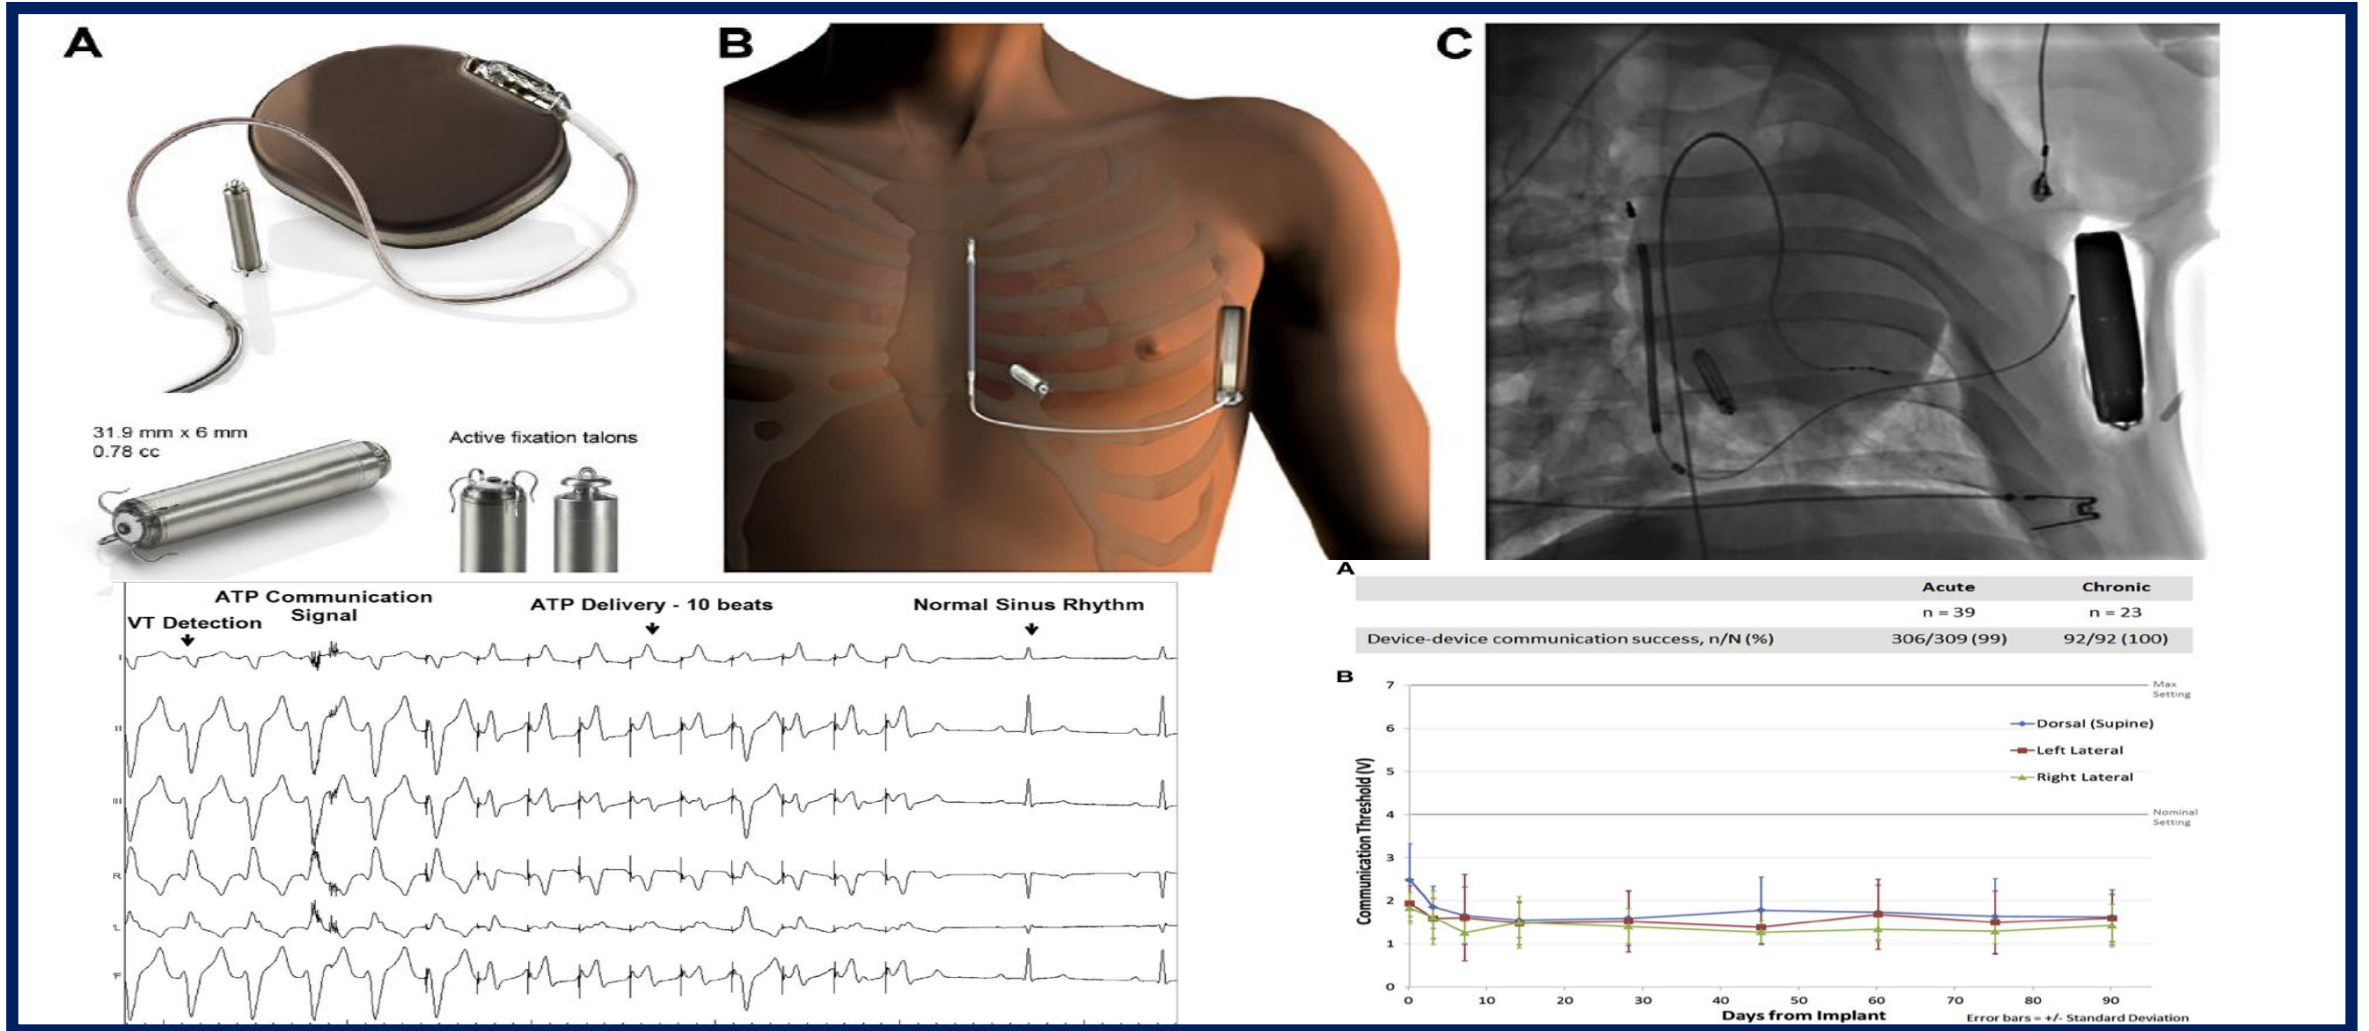 A
B
C
31.9 mm x 6 mm
0.78 cc
Active fixation talons
ATP Communication
Signal
VT Detection
ATP Delivery - 10 beats
Normal Sinus Rhythm
I
II
III
R
L
F
A
Acute
Chronic
n = 39
n = 23
Device-device communication success, n/N (%)
306/309 (99)
92/92 (100)
B
Communication Threshold (V)
7
6
5
4
3
2
1
0
Max
Setting
Nominal
Setting
Dorsal (Supine)
Left Lateral
Right Lateral
0 10 20 30 40 50 60 70 80 90
Days from Implant
Error bars = +/- Standard Deviation